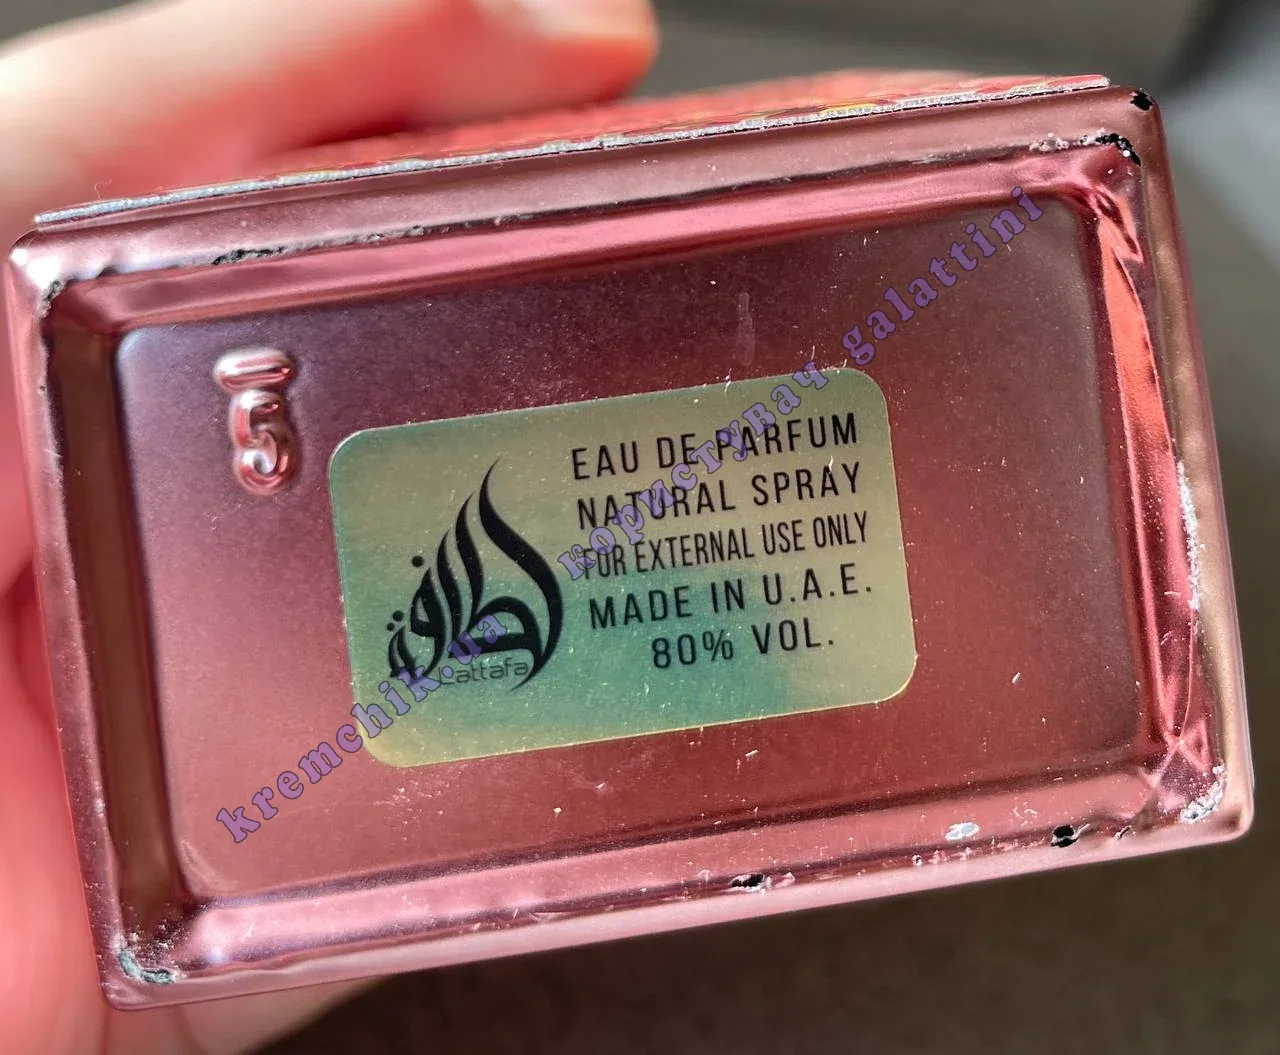 5
لطافة
Lattafa
EAU DE PARFUM
NATURAL SPRAY
FOR EXTERNAL USE ONLY
MADE IN U.A.E.
80% VOL.
kremchik.ua користувач galattini